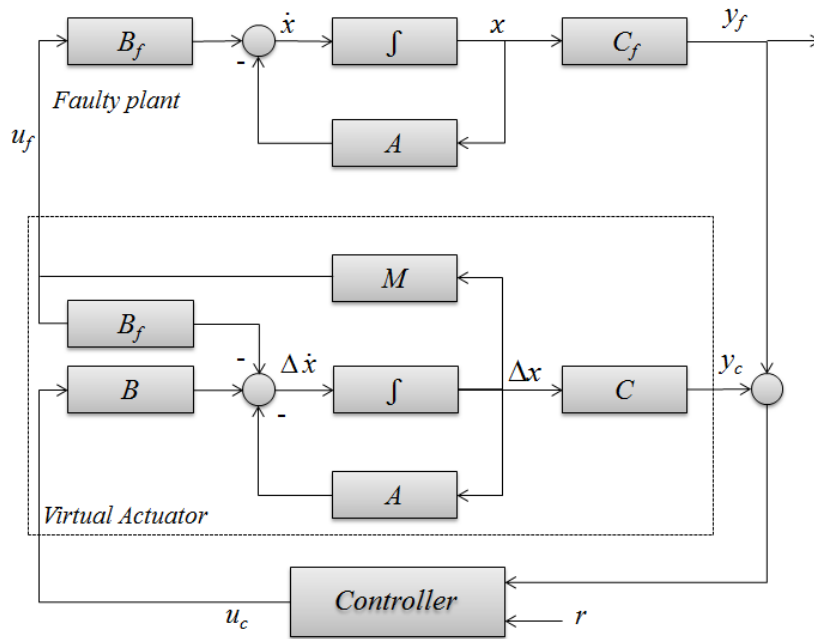 B_f
-
ẋ
∫
x
C_f
y_f
Faulty plant
u_f
A
M
B_f
-
B
Δẋ
∫
Δx
C
y_c
-
A
Virtual Actuator
Controller
u_c
r